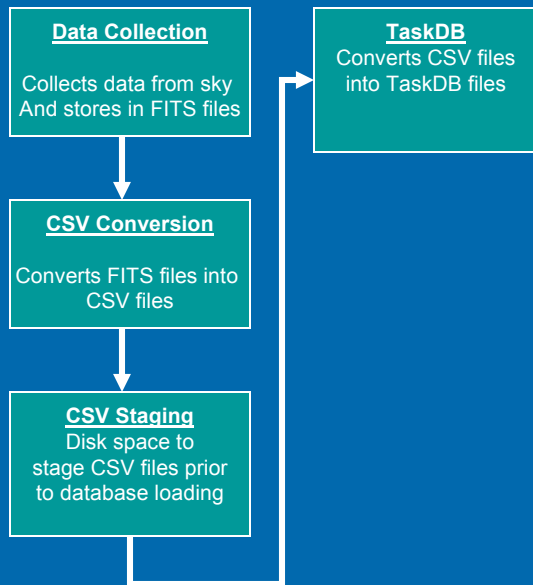 Data Collection
Collects data from sky
And stores in FITS files
CSV Conversion
Converts FITS files into
CSV files
CSV Staging
Disk space to
stage CSV files prior
to database loading
TaskDB
Converts CSV files
into TaskDB files